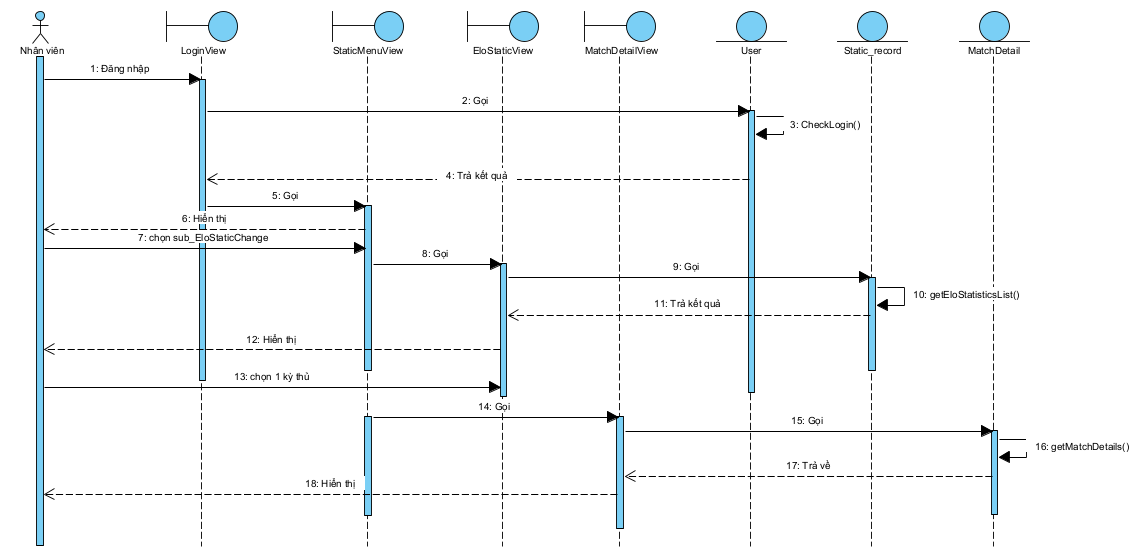 Nhân viên
LoginView
StaticMenuView
EloStaticView
MatchDetailView
User
Static_record
MatchDetail
1: Đăng nhập
2: Gọi
3: CheckLogin()
4: Trả kết quả
5: Gọi
6: Hiển thị
7: chọn sub_EloStaticChange
8: Gọi
9: Gọi
10: getEloStatisticsList()
11: Trả kết quả
12: Hiển thị
13: chọn 1 kỳ thủ
14: Gọi
15: Gọi
16: getMatchDetails()
17: Trả về
18: Hiển thị